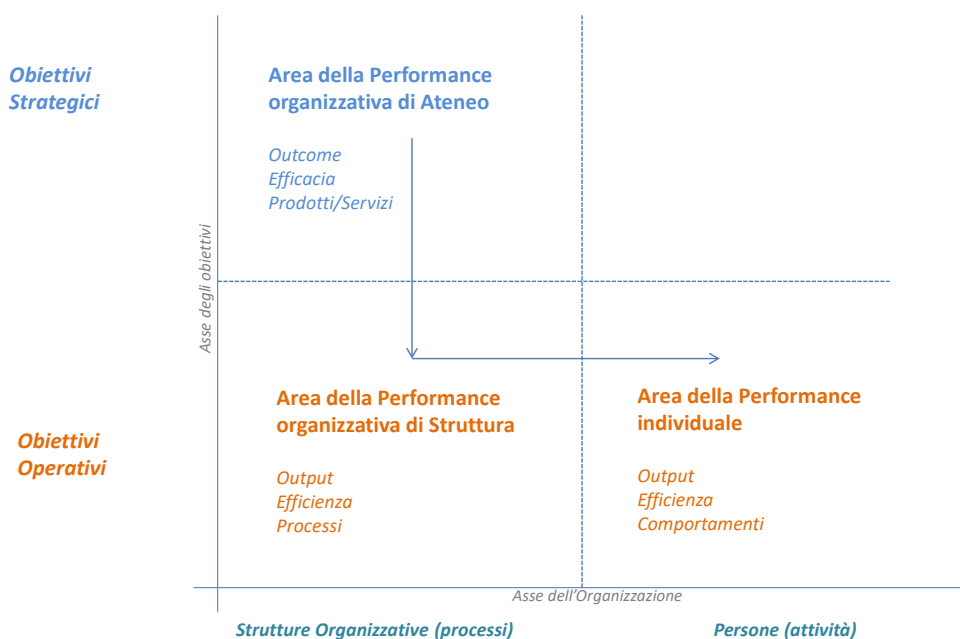 Obiettivi
Strategici
Area della Performance
organizzativa di Ateneo
Outcome
Efficacia
Prodotti/Servizi
Asse degli obiettivi
Obiettivi
Operativi
Area della Performance
organizzativa di Struttura
Output
Efficienza
Processi
Area della Performance
individuale
Output
Efficienza
Comportamenti
Asse dell'Organizzazione
Strutture Organizzative (processi)
Persone (attività)